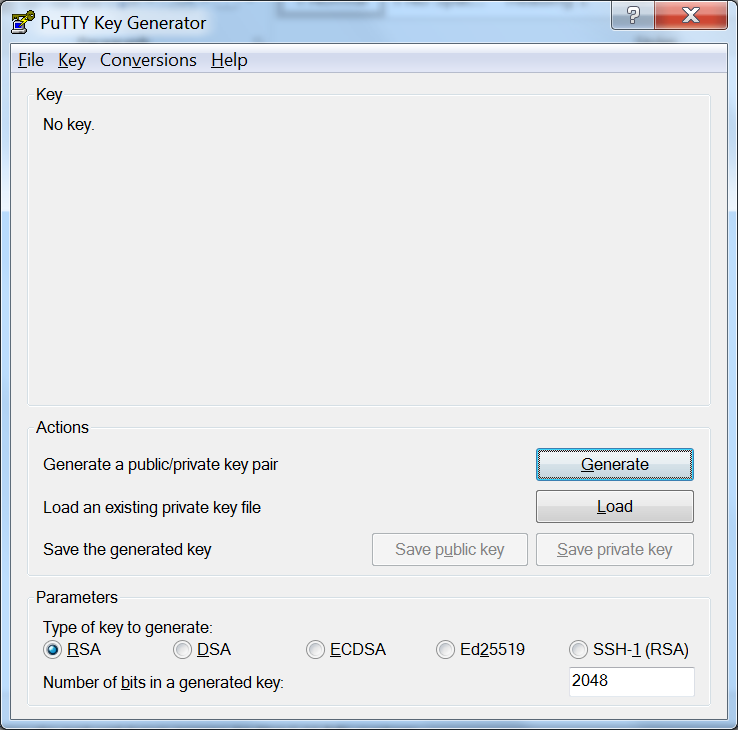 PuTTY Key Generator
File Key Conversions Help
Key
No key.
Actions
Generate a public/private key pair Generate
Load an existing private key file Load
Save the generated key Save public key Save private key
Parameters
Type of key to generate:
RSA DSA ECDSA Ed25519 SSH-1 (RSA)
Number of bits in a generated key: 2048